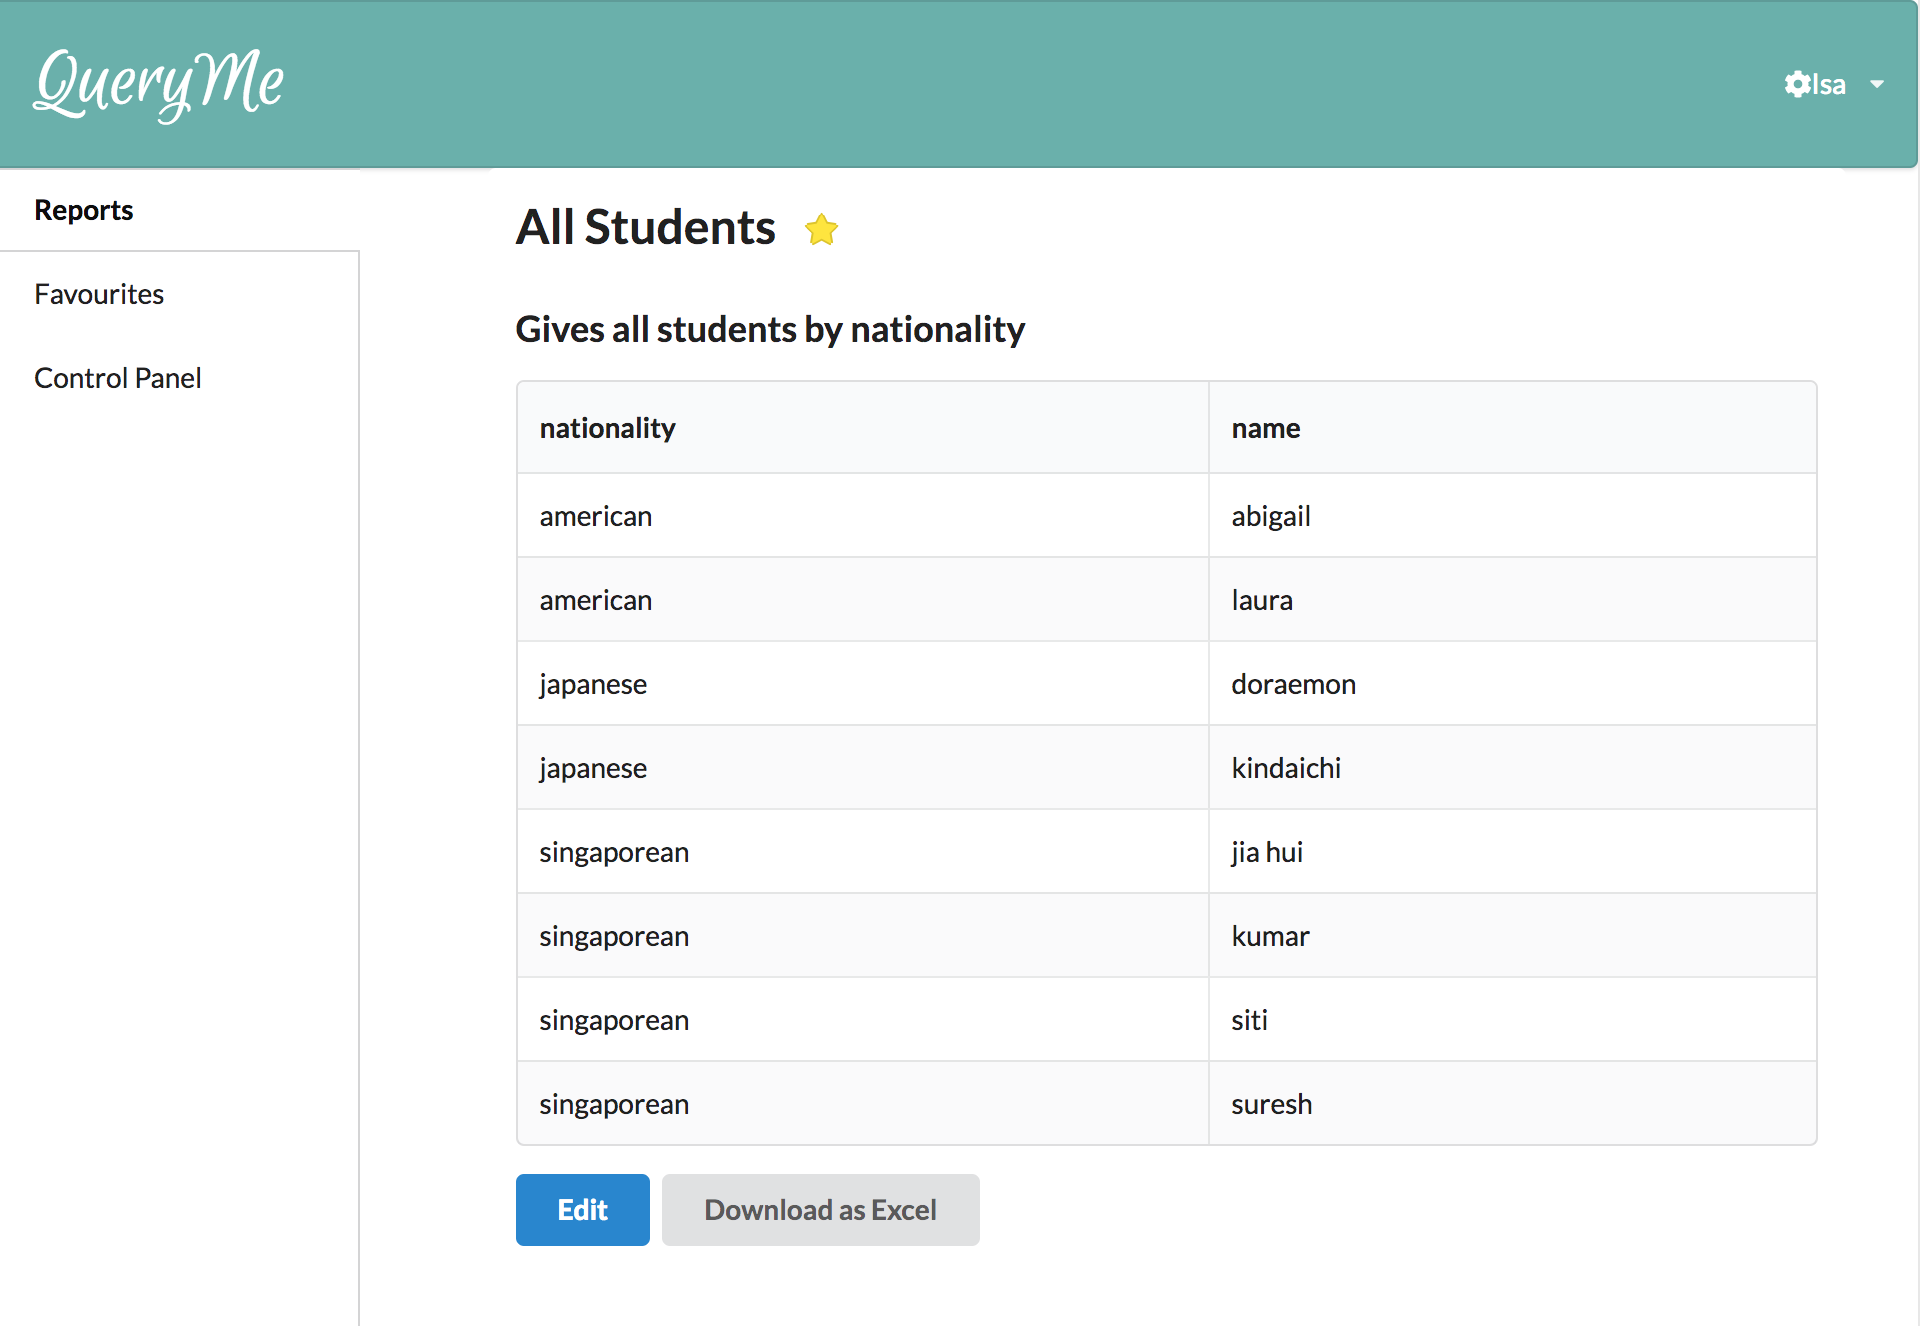 QueryMe
Isa
Reports
Favourites
Control Panel
All Students
Gives all students by nationality
nationality name
american abigail
american laura
japanese doraemon
japanese kindaichi
singaporean jia hui
singaporean kumar
singaporean siti
singaporean suresh
Edit Download as Excel